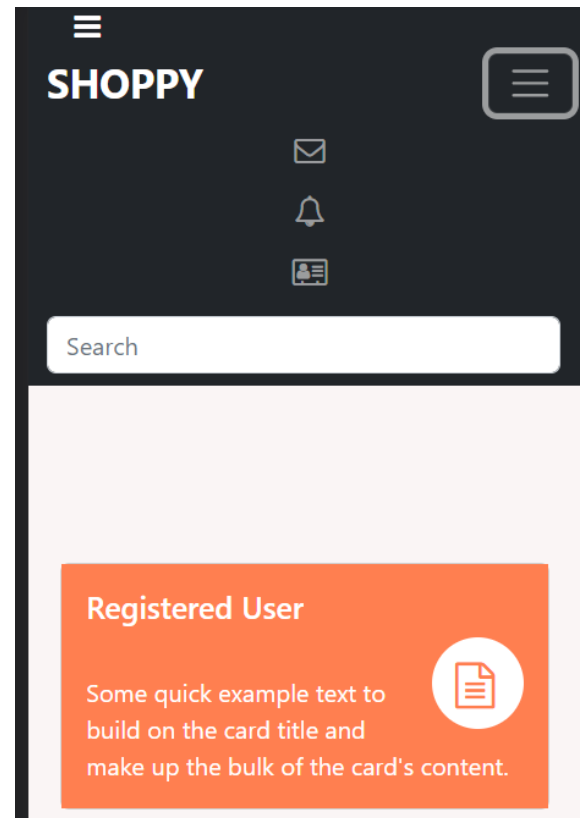 SHOPPY
Search
Registered User
Some quick example text to
build on the card title and
make up the bulk of the card's content.